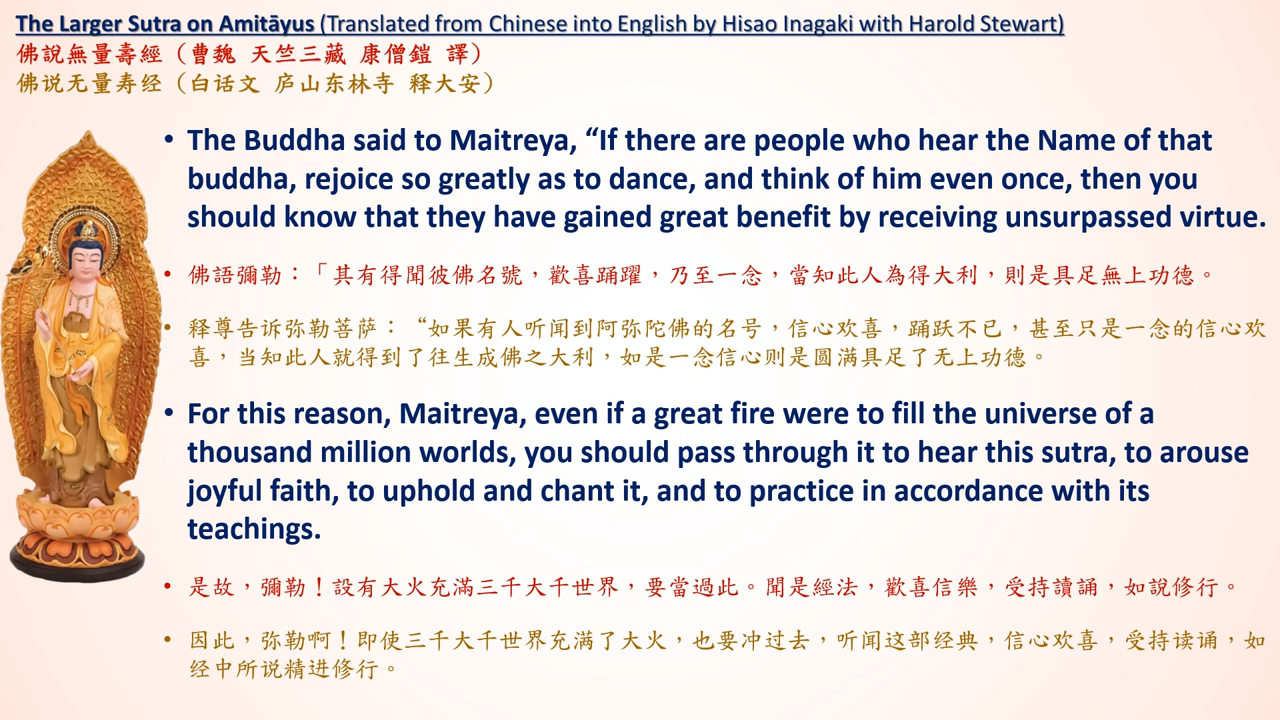 The Larger Sutra on Amitāyus (Translated from Chinese into English by Hisao Inagaki with Harold Stewart)
佛說無量壽經（曹魏 天竺三藏 康僧鎧 譯）
佛说无量寿经（白话文 庐山东林寺 释大安）
• The Buddha said to Maitreya, “If there are people who hear the Name of that
buddha, rejoice so greatly as to dance, and think of him even once, then you
should know that they have gained great benefit by receiving unsurpassed virtue.
• 佛語彌勒：「其有得聞彼佛名號，歡喜踊躍，乃至一念，當知此人為得大利，則是具足無上功德。
• 释尊告诉弥勒菩萨：“如果有人听闻到阿弥陀佛的名号，信心欢喜，踊跃不已，甚至只是一念的信心欢
喜，当知此人就得到了往生成佛之大利，如是一念信心则是圆满具足了无上功德。
• For this reason, Maitreya, even if a great fire were to fill the universe of a
thousand million worlds, you should pass through it to hear this sutra, to arouse
joyful faith, to uphold and chant it, and to practice in accordance with its
teachings.
• 是故，彌勒！設有大火充滿三千大千世界，要當過此。聞是經法，歡喜信樂，受持讀誦，如說修行。
• 因此，弥勒啊！即使三千大千世界充满了大火，也要冲过去，听闻这部经典，信心欢喜，受持读诵，如
经中所说精进修行。